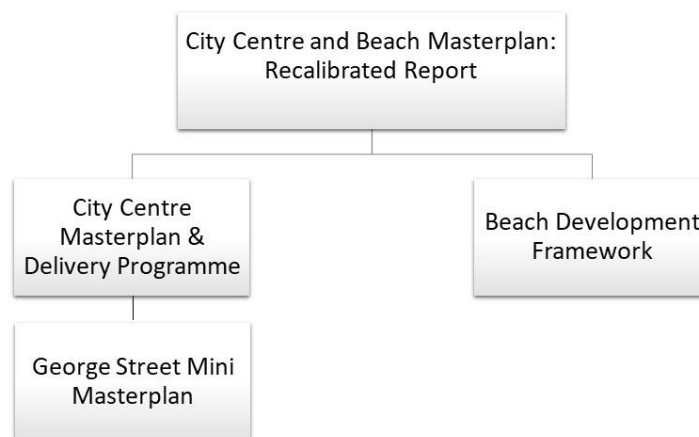 City Centre and Beach Masterplan:
Recalibrated Report
City Centre
Masterplan &
Delivery Programme
Beach Development
Framework
George Street Mini
Masterplan